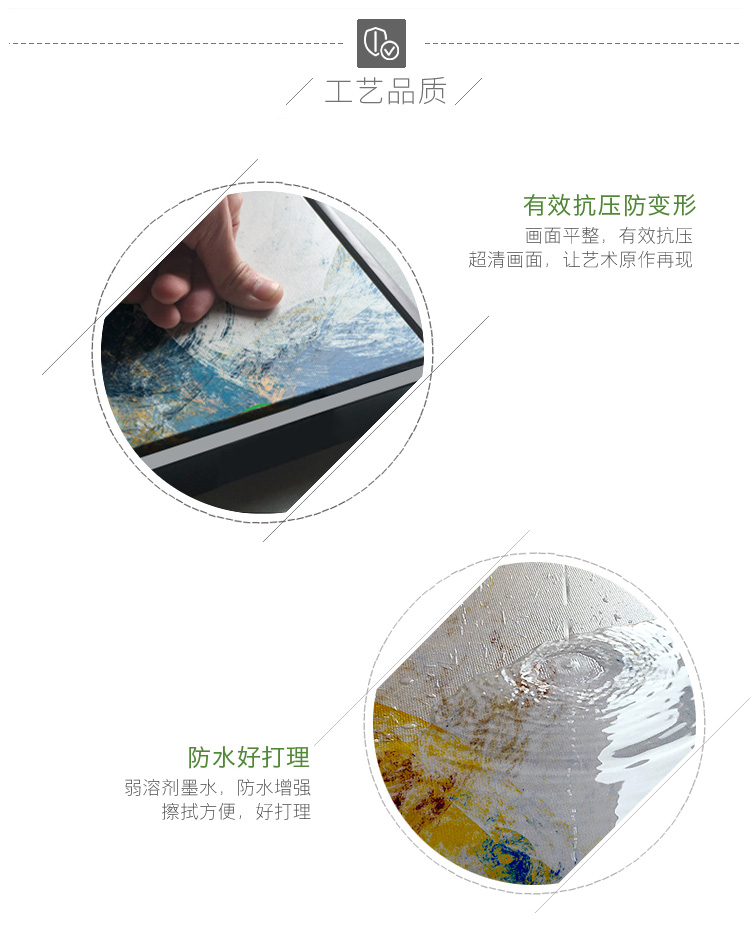 工艺品质
有效抗压防变形
画面平整，有效抗压
超清画面，让艺术原作再现
防水好打理
弱溶剂墨水，防水增强
擦拭方便，好打理